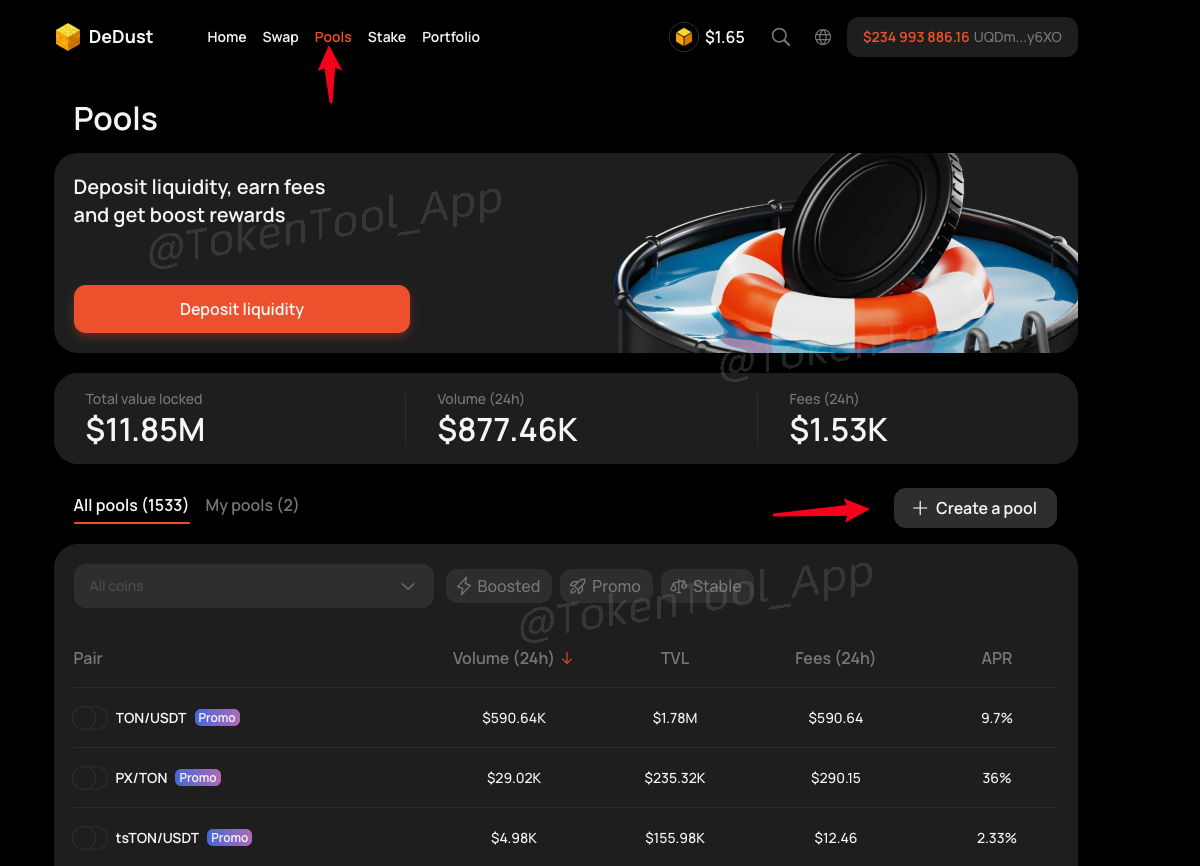 DeDust
Home Swap Pools Stake Portfolio
$1.65
$234 993 886.16 UQDm...y6XO
Pools
Deposit liquidity, earn fees
and get boost rewards
@TokenTool_App
Deposit liquidity
@TokenTool
Total value locked Volume (24h) Fees (24h)
$11.85M $877.46K $1.53K
All pools (1533) My pools (2)
+ Create a pool
All coins Boosted Promo Stable
@TokenTool_App
Pair Volume (24h) ↓ TVL Fees (24h) APR
TON/USDT Promo $590.64K $1.78M $590.64 9.7%
PX/TON Promo $29.02K $235.32K $290.15 36%
tsTON/USDT Promo $4.98K $155.98K $12.46 2.33%